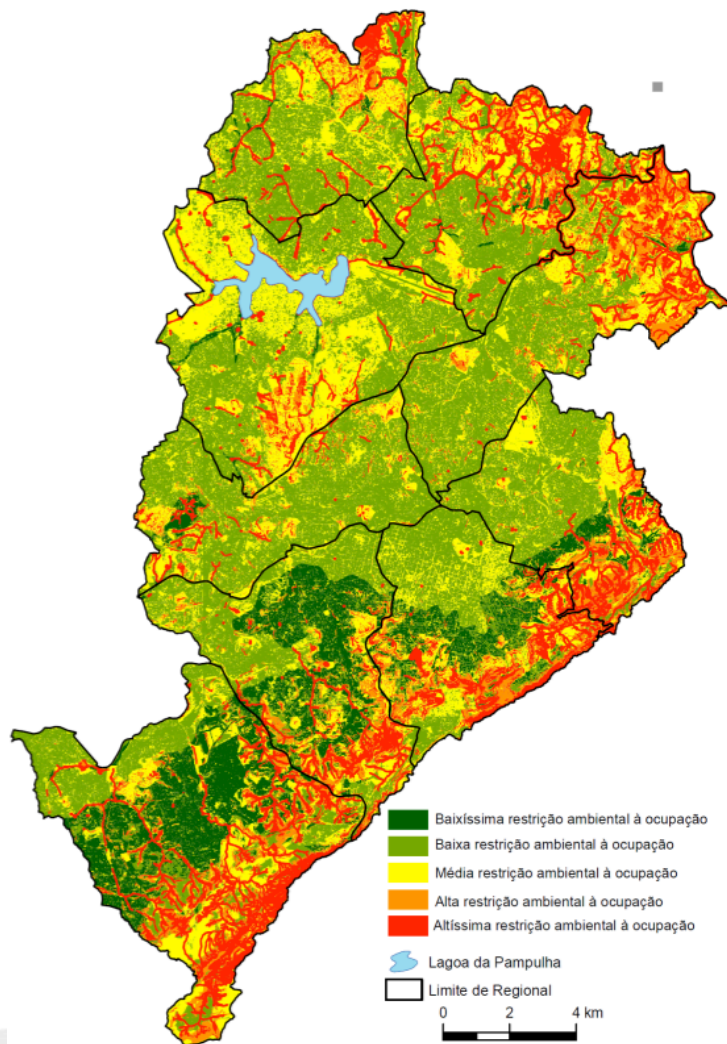 Baixíssima restrição ambiental à ocupação
Baixa restrição ambiental à ocupação
Média restrição ambiental à ocupação
Alta restrição ambiental à ocupação
Altíssima restrição ambiental à ocupação
Lagoa da Pampulha
Limite de Regional
0 2 4 km